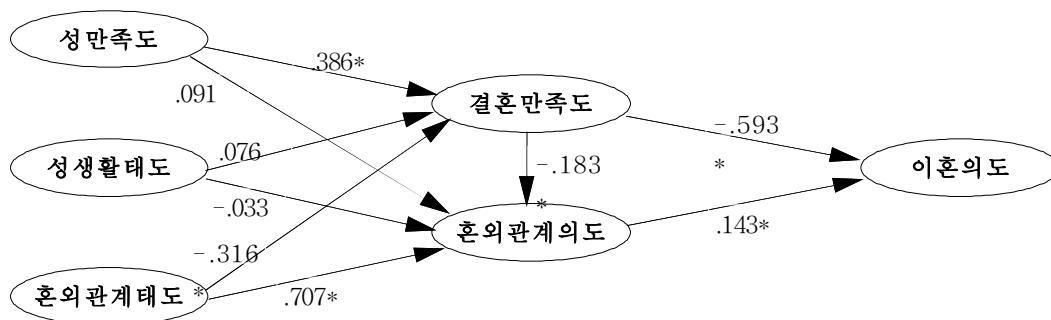 성만족도
.386*
.091
결혼만족도
-.593
*
.076
성생활태도
-.183
*
이혼의도
-.033
혼외관계의도
.143*
-.316
*
혼외관계태도
.707*